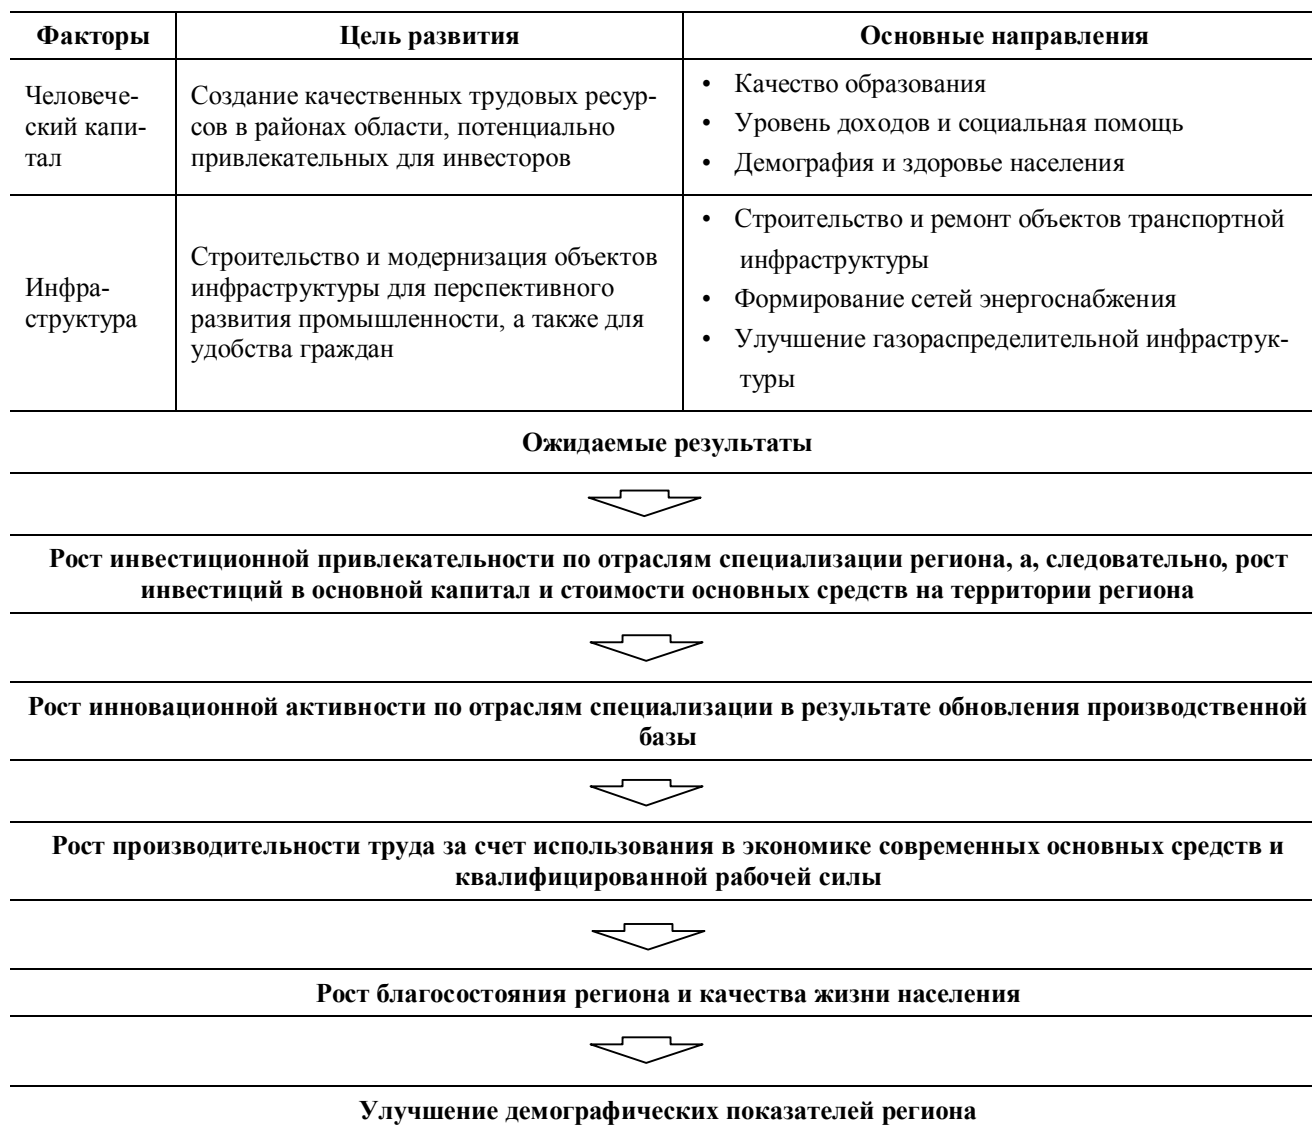 Факторы
Цель развития
Основные направления
Человече-
ский капи-
тал
Создание качественных трудовых ресур-
сов в районах области, потенциально
привлекательных для инвесторов
• Качество образования
• Уровень доходов и социальная помощь
• Демография и здоровье населения
Инфра-
структура
Строительство и модернизация объектов
инфраструктуры для перспективного
развития промышленности, а также для
удобства граждан
• Строительство и ремонт объектов транспортной
инфраструктуры
• Формирование сетей энергоснабжения
• Улучшение газораспределительной инфраструк-
туры
Ожидаемые результаты
Рост инвестиционной привлекательности по отраслям специализации региона, а, следовательно, рост
инвестиций в основной капитал и стоимости основных средств на территории региона
Рост инновационной активности по отраслям специализации в результате обновления производственной
базы
Рост производительности труда за счет использования в экономике современных основных средств и
квалифицированной рабочей силы
Рост благосостояния региона и качества жизни населения
Улучшение демографических показателей региона